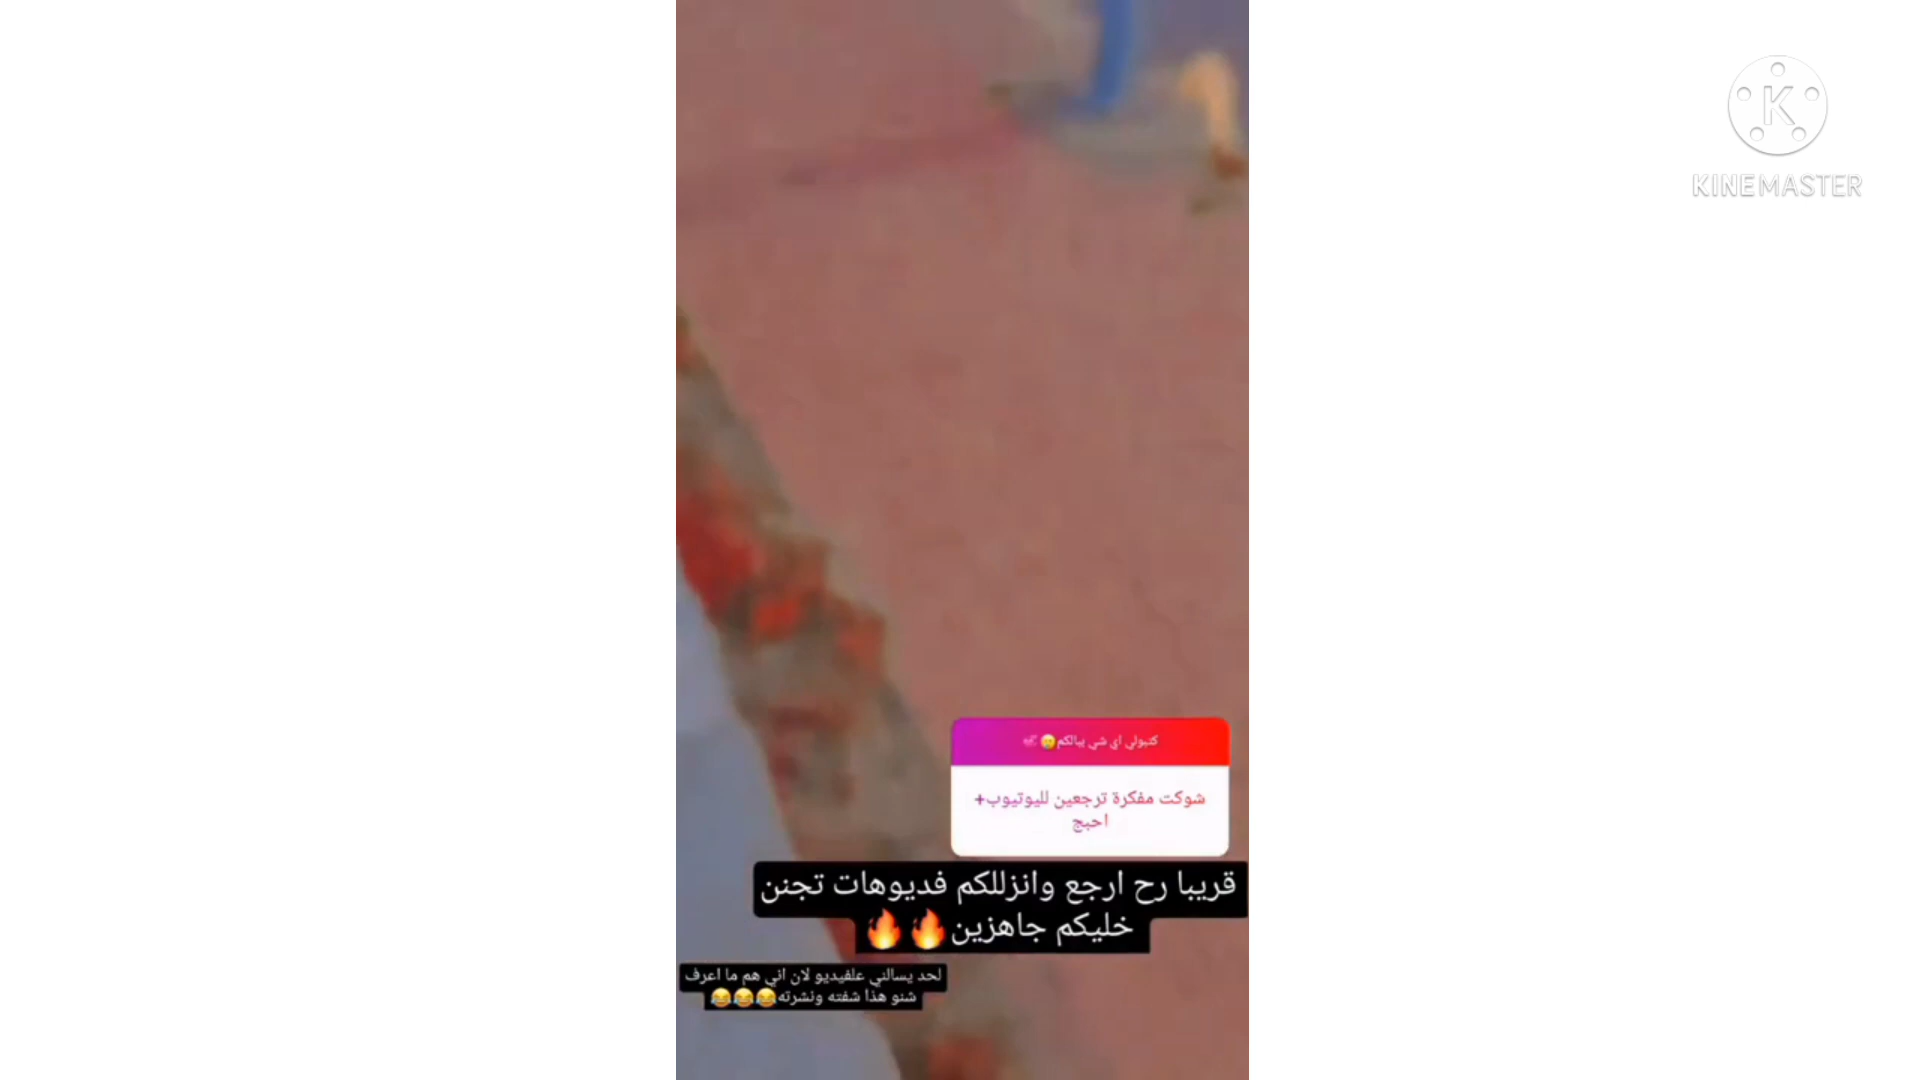 KINEMASTER
كتبولي اي شي ببالكم
شوكت مفكرة ترجعين لليوتيوب+
احبج
قريبا رح ارجع وانزللكم فديوهات تجنن
خليكم جاهزين🔥🔥
لحد يسالني علفيديو لان اني هم ما اعرف
شنو هذا شفته ونشرته😂😂😂